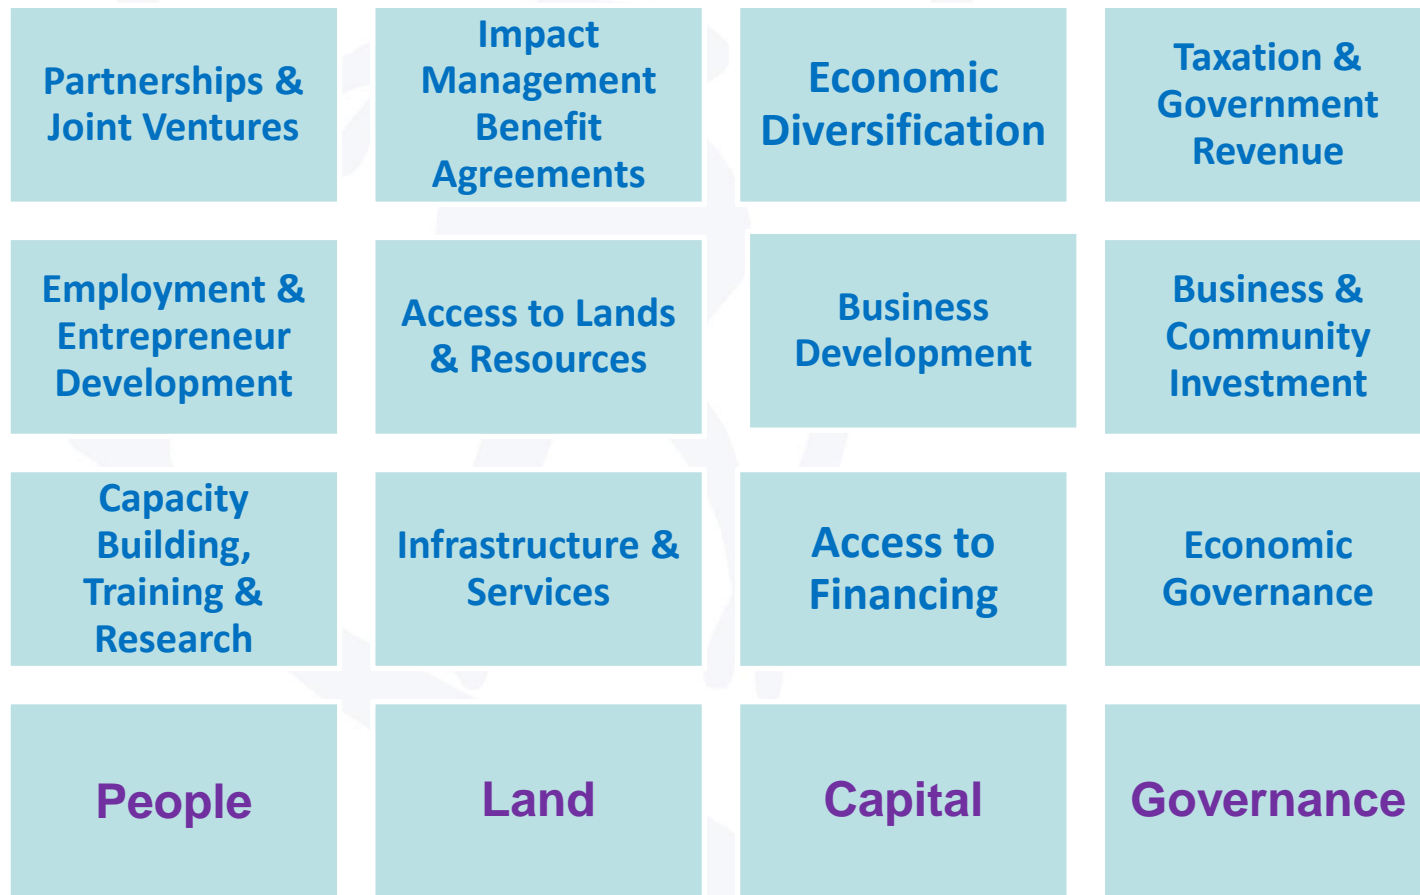 Partnerships &
Joint Ventures
Impact
Management
Benefit
Agreements
Economic
Diversification
Taxation &
Government
Revenue
Employment &
Entrepreneur
Development
Access to Lands
& Resources
Business
Development
Business &
Community
Investment
Capacity
Building,
Training &
Research
Infrastructure &
Services
Access to
Financing
Economic
Governance
People
Land
Capital
Governance